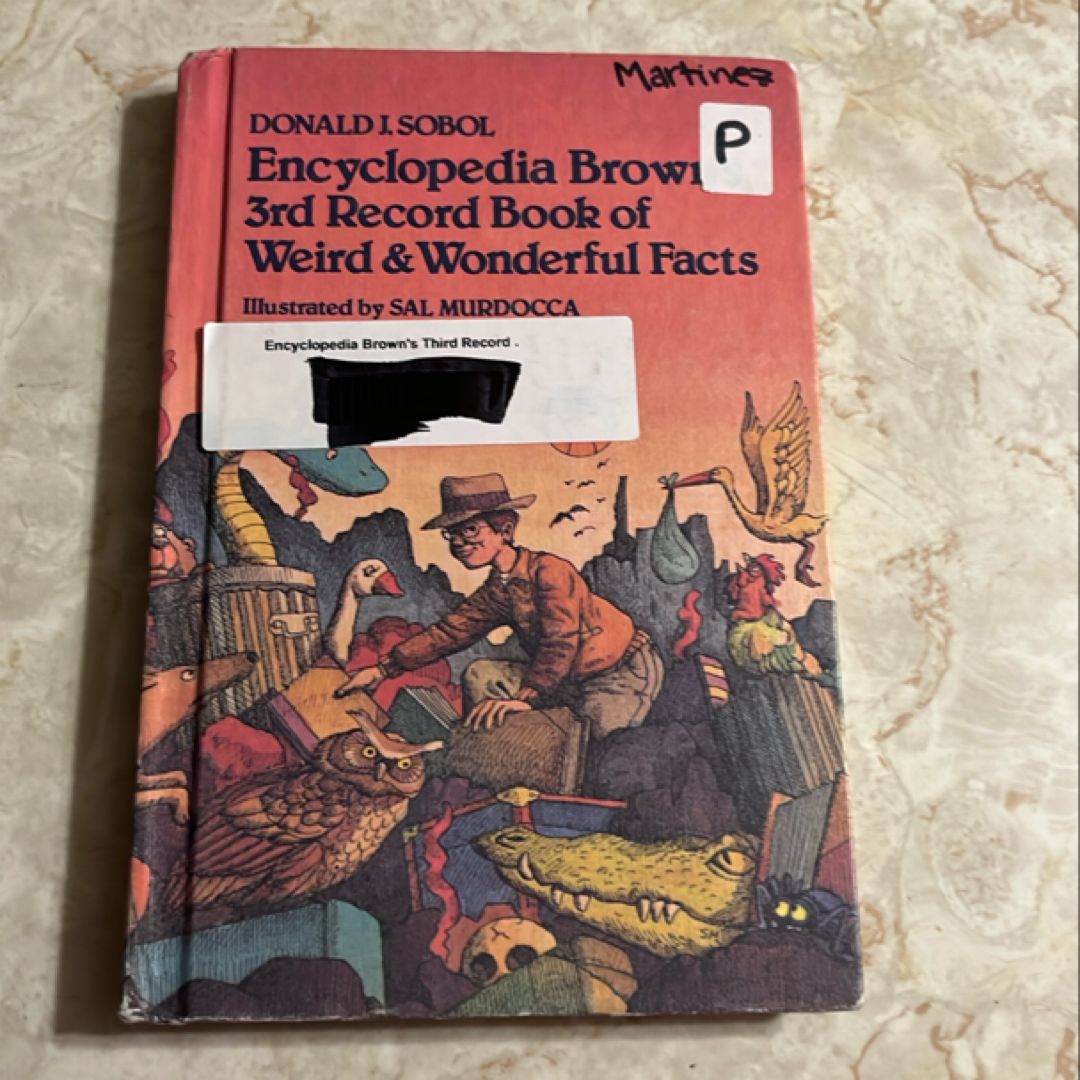 Martinez
P
DONALD J. SOBOL
Encyclopedia Brown's
3rd Record Book of
Weird & Wonderful Facts
Illustrated by SAL MURDOCCA
Encyclopedia Brown's Third Record .
SM